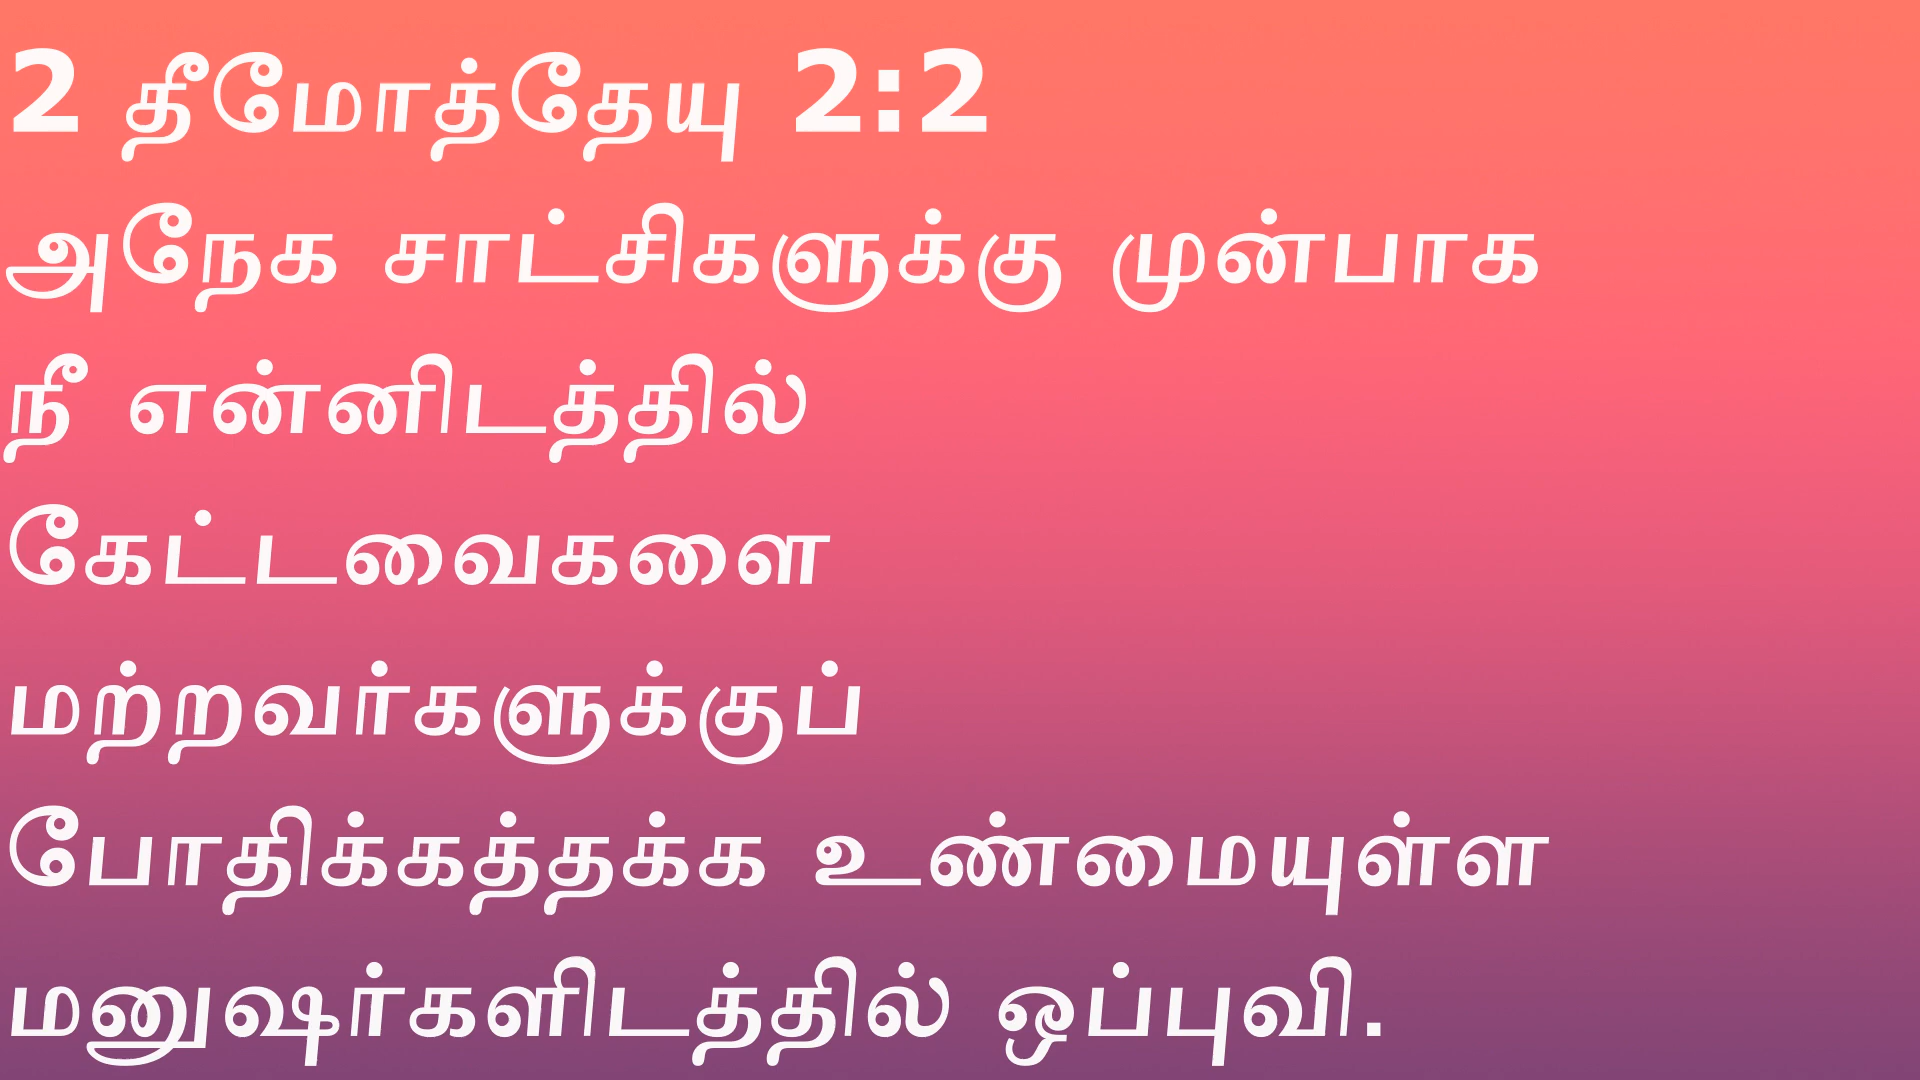 2 தீமோத்தேயு 2:2
அநேக சாட்சிகளுக்கு முன்பாக
நீ என்னிடத்தில்
கேட்டவைகளை
மற்றவர்களுக்குப்
போதிக்கத்தக்க உண்மையுள்ள
மனுஷர்களிடத்தில் ஒப்புவி.